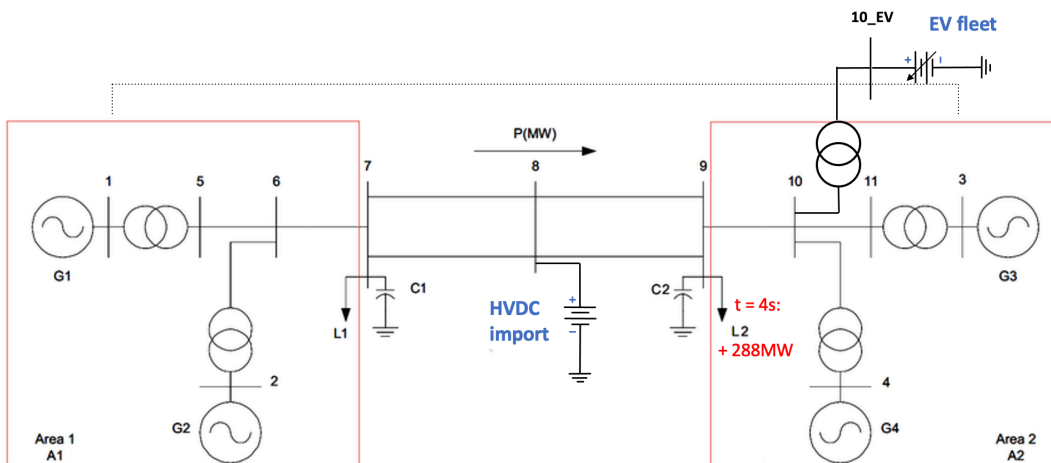 10_EV
EV fleet
+
-
P(MW)
7
8
9
1
5
6
10
11
3
G1
G3
C1
C2
L1
L2
HVDC
import
+
-
t = 4s:
+ 288MW
2
4
G2
G4
Area 1
A1
Area 2
A2